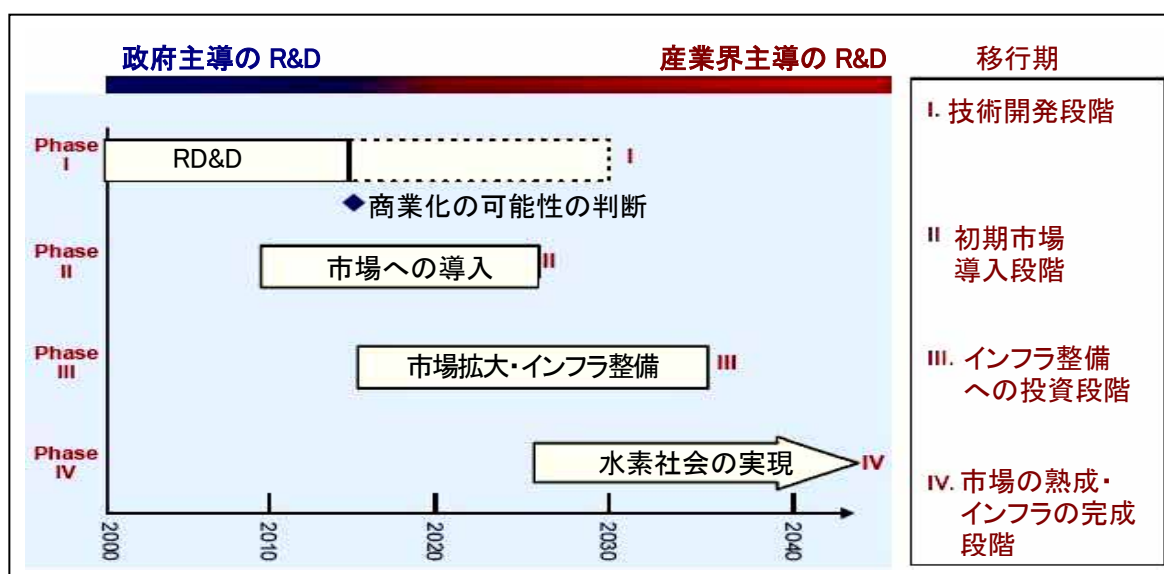 政府主導の R&D
産業界主導の R&D
移行期
Phase
I
RD&D
I
◆商業化の可能性の判断
Phase
II
市場への導入
II
Phase
III
市場拡大・インフラ整備
III
Phase
IV
水素社会の実現
IV
2000
2010
2020
2030
2040
I. 技術開発段階
II 初期市場
導入段階
III. インフラ整備
への投資段階
IV. 市場の熟成・
インフラの完成
段階